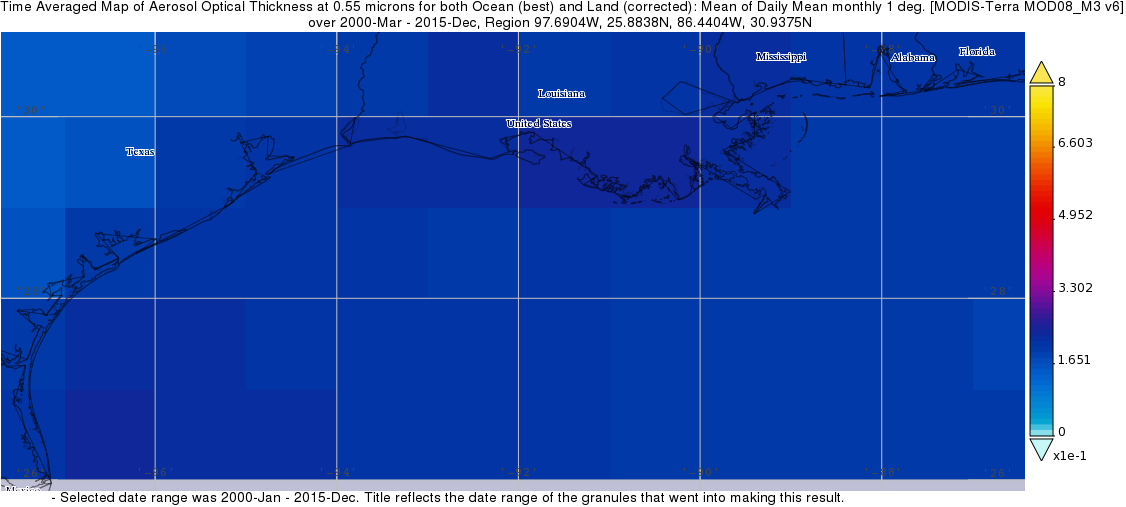 Time Averaged Map of Aerosol Optical Thickness at 0.55 microns for both Ocean (best) and Land (corrected): Mean of Daily Mean monthly 1 deg. [MODIS-Terra MOD08_M3 v6]
over 2000-Mar - 2015-Dec, Region 97.6904W, 25.8838N, 86.4404W, 30.9375N
Mississippi
Alabama
Florida
Louisiana
United States
Texas
8
6.603
4.952
3.302
1.651
0
x1e-1
- Selected date range was 2000-Jan - 2015-Dec. Title reflects the date range of the granules that went into making this result.